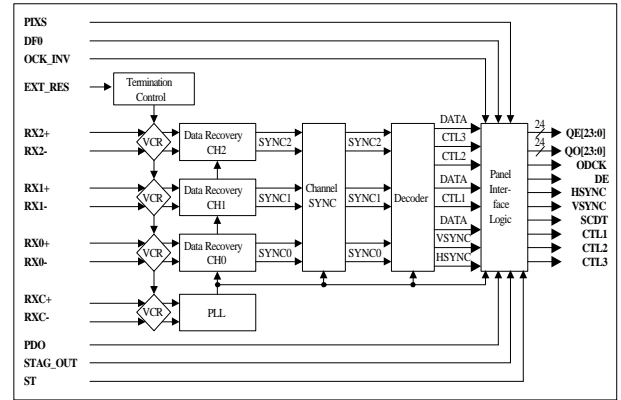 PIXS
DF0
OCK_INV
EXT_RES
Termination
Control
RX2+
RX2-
VCR
Data Recovery
CH2
SYNC2
SYNC2
RX1+
RX1-
VCR
Data Recovery
CH1
SYNC1
SYNC1
RX0+
RX0-
VCR
Data Recovery
CH0
SYNC0
SYNC0
RXC+
RXC-
VCR
PLL
Channel
SYNC
Decoder
DATA
CTL3
CTL2
DATA
CTL1
DATA
VSYNC
HSYNC
Panel
Inter-
face
Logic
24
QE[23:0]
24
QO[23:0]
ODCK
DE
HSYNC
VSYNC
SCDT
CTL1
CTL2
CTL3
PDO
STAG_OUT
ST